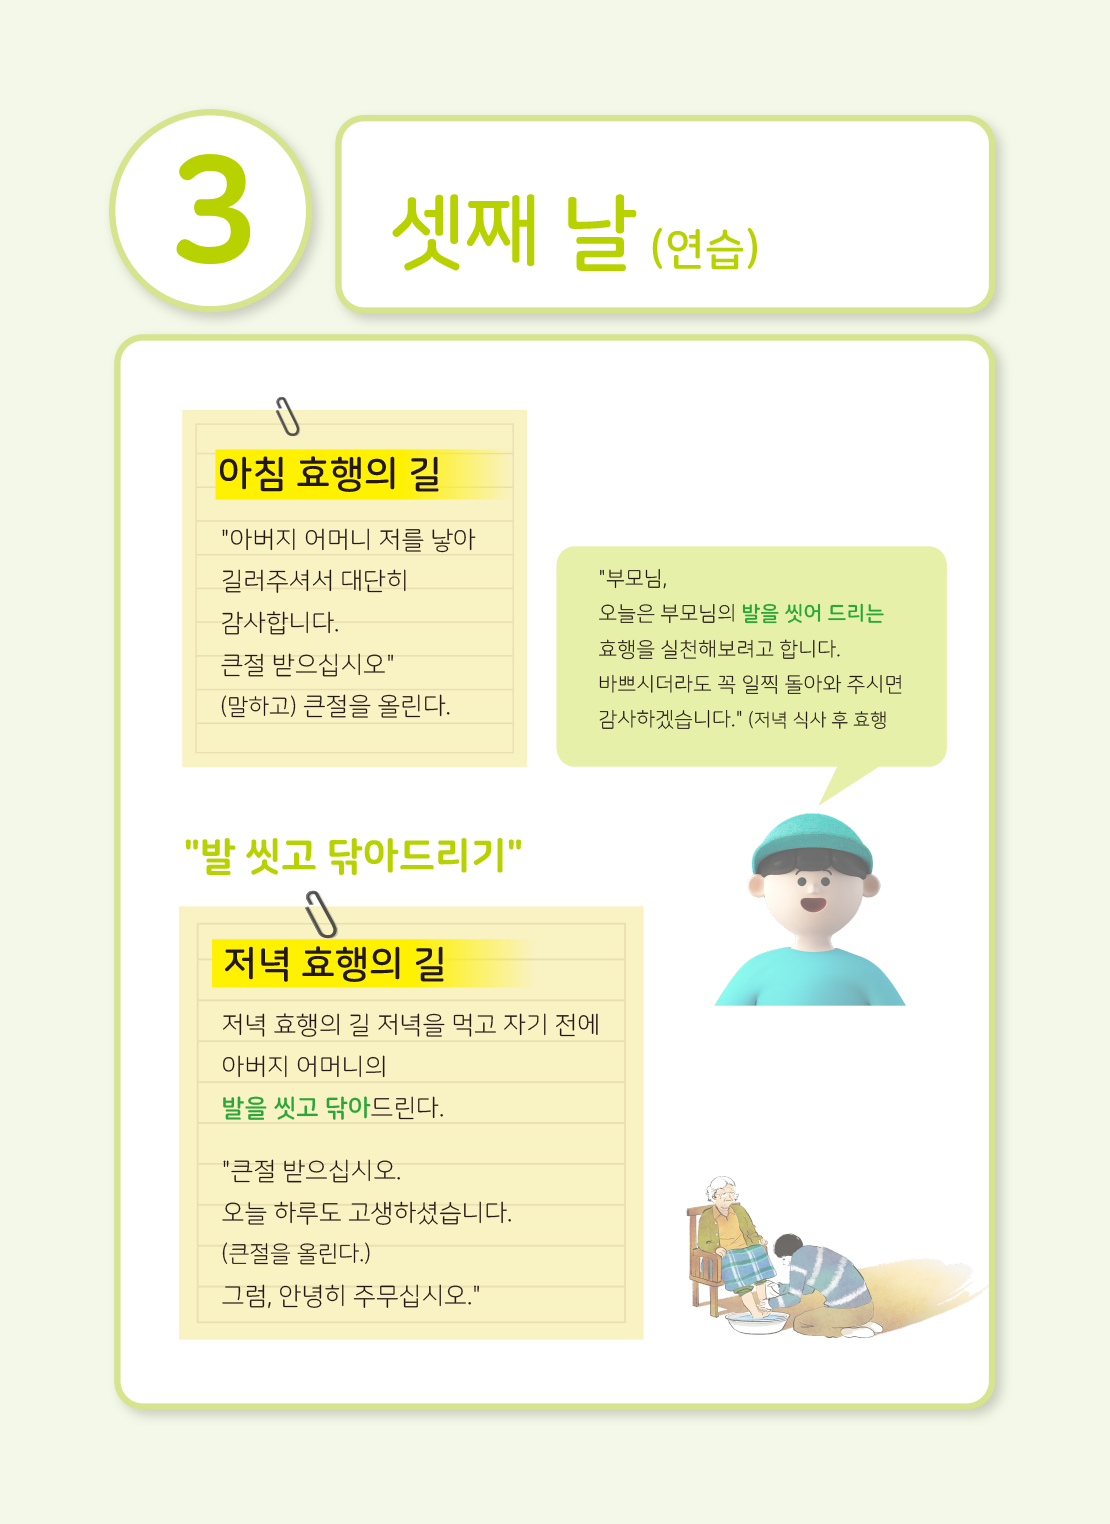 3
셋째 날 (연습)
아침 효행의 길
"아버지 어머니 저를 낳아
길러주셔서 대단히
감사합니다.
큰절 받으십시오"
(말하고) 큰절을 올린다.
"부모님,
오늘은 부모님의 발을 씻어 드리는
효행을 실천해보려고 합니다.
바쁘시더라도 꼭 일찍 돌아와 주시면
감사하겠습니다." (저녁 식사 후 효행
"발 씻고 닦아드리기"
저녁 효행의 길
저녁 효행의 길 저녁을 먹고 자기 전에
아버지 어머니의
발을 씻고 닦아드린다.
"큰절 받으십시오.
오늘 하루도 고생하셨습니다.
(큰절을 올린다.)
그럼, 안녕히 주무십시오."